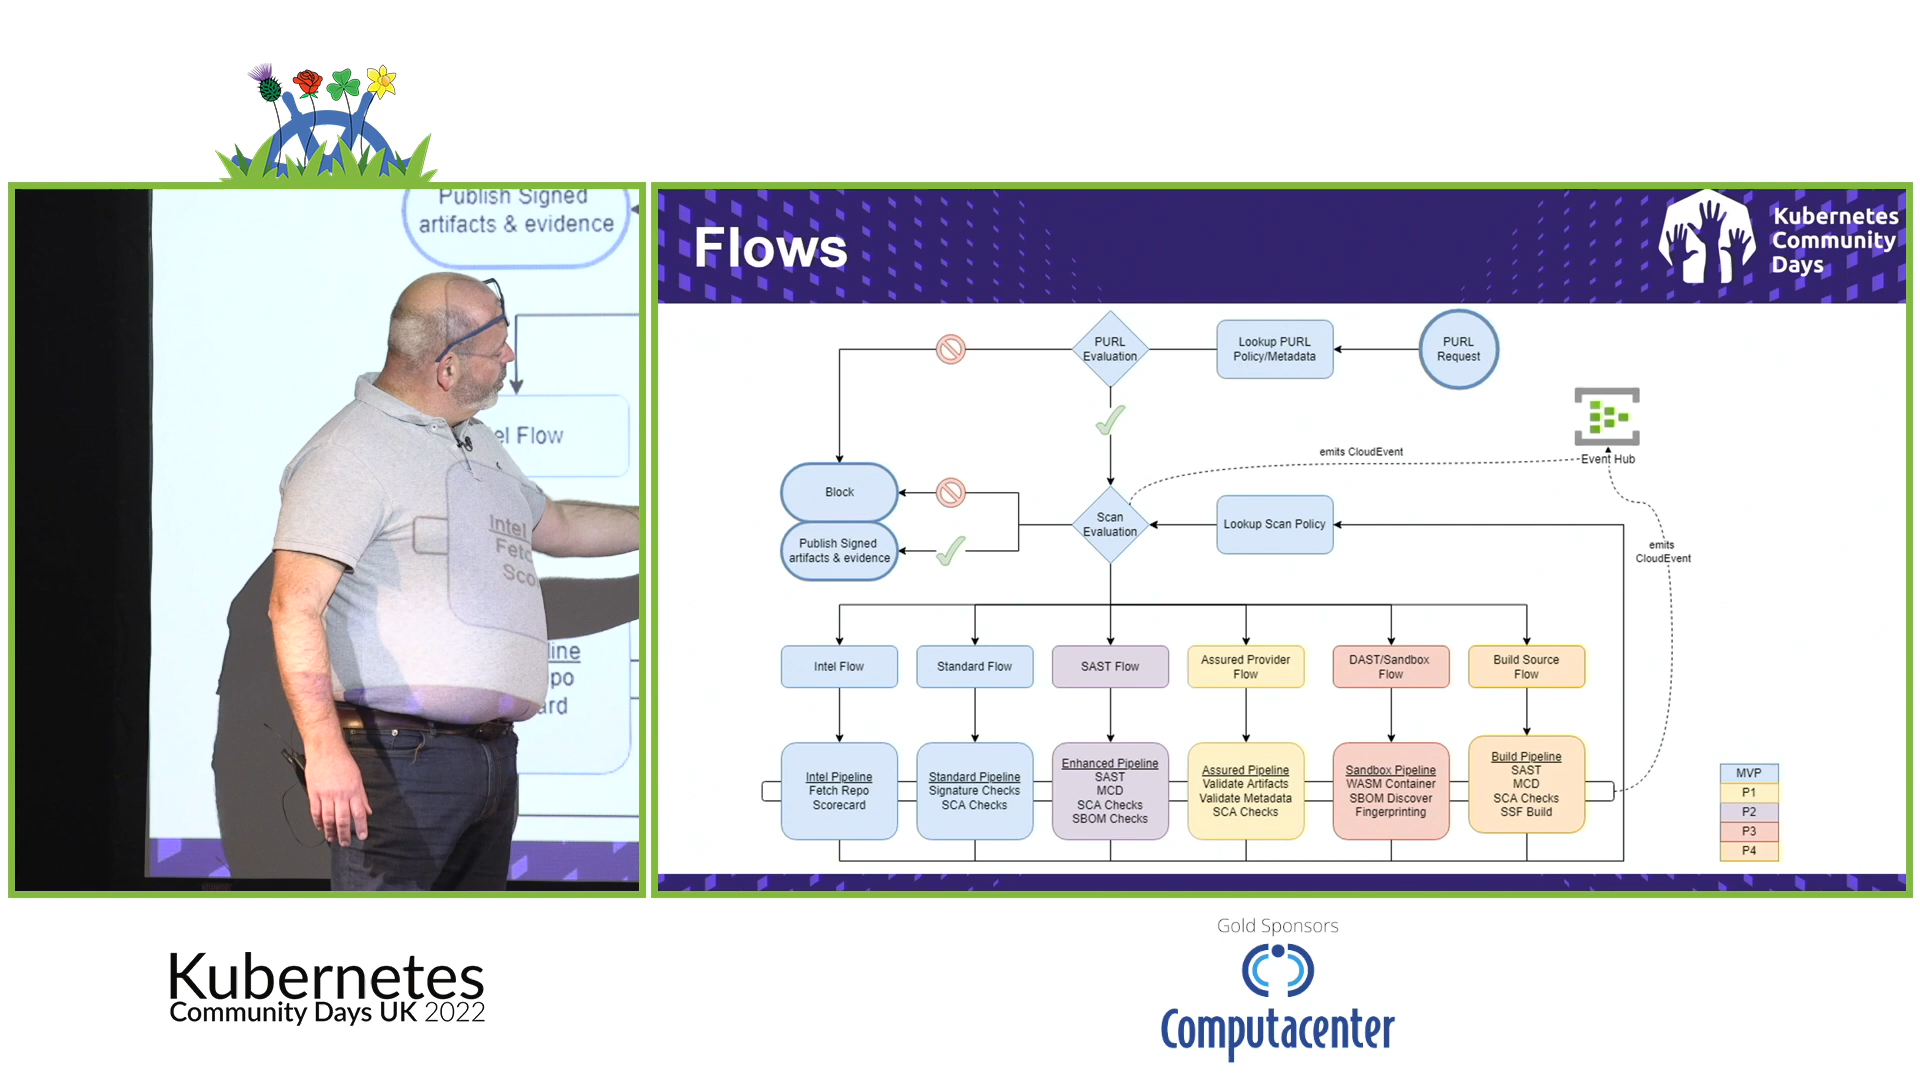 Publish Signed
artifacts & evidence
el Flow
Intel
Fetc
Sco
line
po
ard
Flows
Kubernetes
Community
Days
PURL
Evaluation
Lookup PURL
Policy/Metadata
PURL
Request
emits CloudEvent
Event Hub
Block
Publish Signed
artifacts & evidence
Scan
Evaluation
Lookup Scan Policy
emits
CloudEvent
Intel Flow
Standard Flow
SAST Flow
Assured Provider
Flow
DAST/Sandbox
Flow
Build Source
Flow
Intel Pipeline
Fetch Repo
Scorecard
Standard Pipeline
Signature Checks
SCA Checks
Enhanced Pipeline
SAST
MCD
SCA Checks
SBOM Checks
Assured Pipeline
Validate Artifacts
Validate Metadata
SCA Checks
Sandbox Pipeline
WASM Container
SBOM Discover
Fingerprinting
Build Pipeline
SAST
MCD
SCA Checks
SSF Build
MVP
P1
P2
P3
P4
Kubernetes
Community Days UK 2022
Gold Sponsors
Computacenter